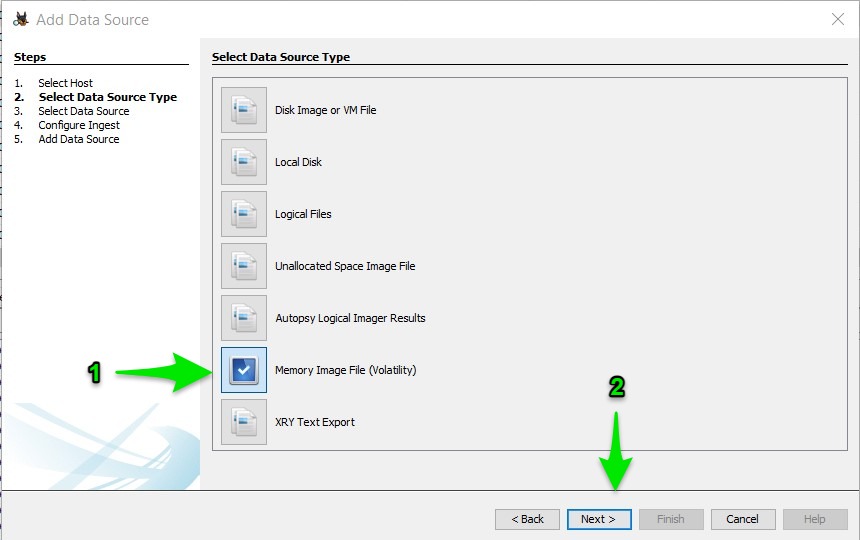 Add Data Source
Steps
1. Select Host
2. Select Data Source Type
3. Select Data Source
4. Configure Ingest
5. Add Data Source
Select Data Source Type
Disk Image or VM File
Local Disk
Logical Files
Unallocated Space Image File
Autopsy Logical Imager Results
1
Memory Image File (Volatility)
2
XRY Text Export
< Back
Next >
Finish
Cancel
Help